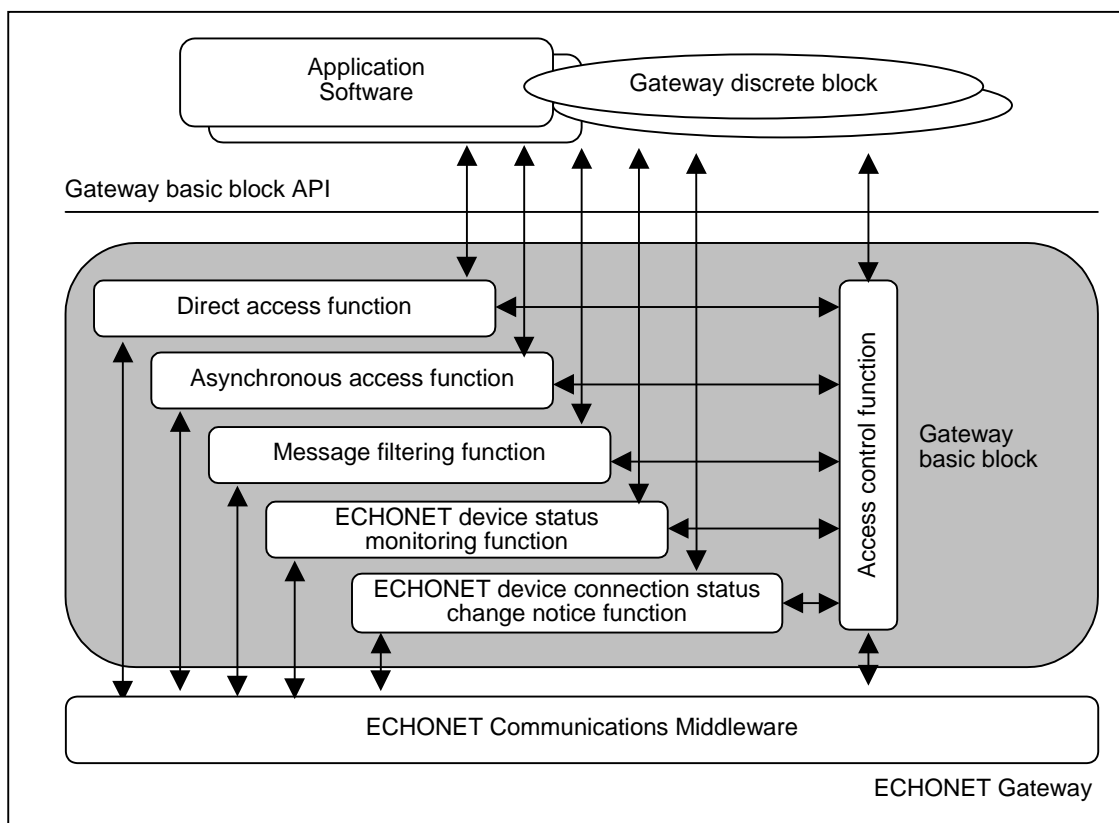 Application
Software
Gateway discrete block
Gateway basic block API
Direct access function
Asynchronous access function
Message filtering function
ECHONET device status
monitoring function
ECHONET device connection status
change notice function
Access control function
Gateway
basic block
ECHONET Communications Middleware
ECHONET Gateway